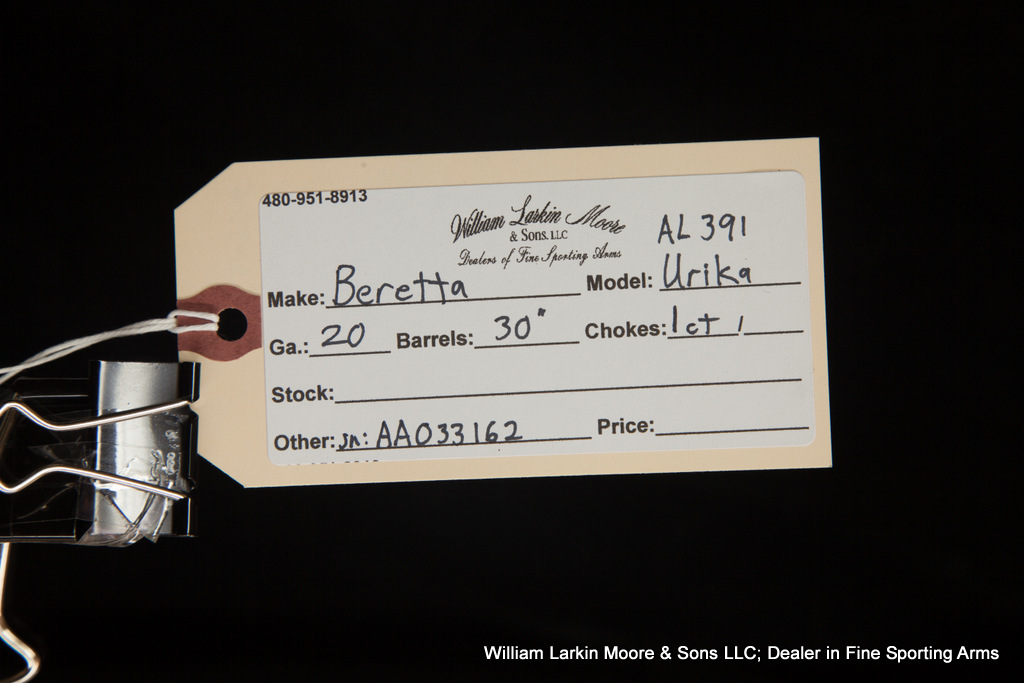 480-951-8913
William Larkin Moore
& Sons, LLC
Dealers of Fine Sporting Arms
AL 391
Make: Beretta Model: Urika
Ga.: 20 Barrels: 30" Chokes: 1 ct /
Stock:
Other: sn: AA033162 Price:
William Larkin Moore & Sons LLC; Dealer in Fine Sporting Arms